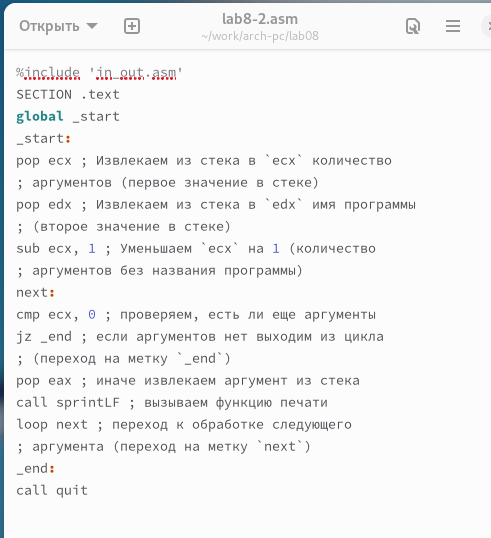 Открыть
lab8-2.asm
~/work/arch-pc/lab08
%include 'in_out.asm'
SECTION .text
global _start
_start:
pop ecx ; Извлекаем из стека в `ecx` количество
; аргументов (первое значение в стеке)
pop edx ; Извлекаем из стека в `edx` имя программы
; (второе значение в стеке)
sub ecx, 1 ; Уменьшаем `ecx` на 1 (количество
; аргументов без названия программы)
next:
cmp ecx, 0 ; проверяем, есть ли еще аргументы
jz _end ; если аргументов нет выходим из цикла
; (переход на метку `_end`)
pop eax ; иначе извлекаем аргумент из стека
call sprintLF ; вызываем функцию печати
loop next ; переход к обработке следующего
; аргумента (переход на метку `next`)
_end:
call quit